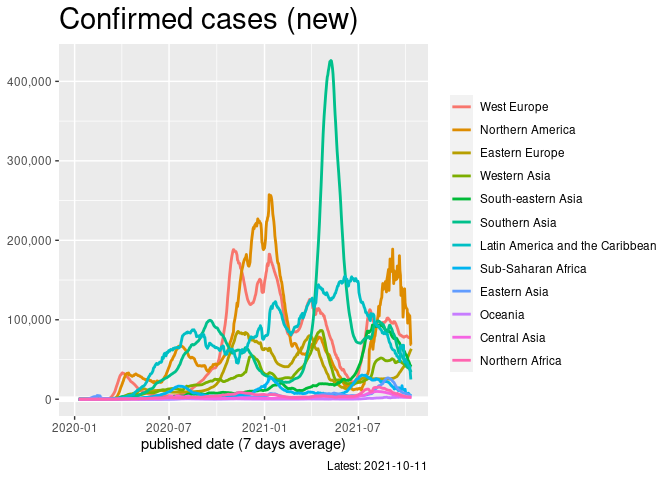 Confirmed cases (new)
400,000
300,000
200,000
100,000
0
2020-01
2020-07
2021-01
2021-07
published date (7 days average)
Latest: 2021-10-11
West Europe
Northern America
Eastern Europe
Western Asia
South-eastern Asia
Southern Asia
Latin America and the Caribbean
Sub-Saharan Africa
Eastern Asia
Oceania
Central Asia
Northern Africa